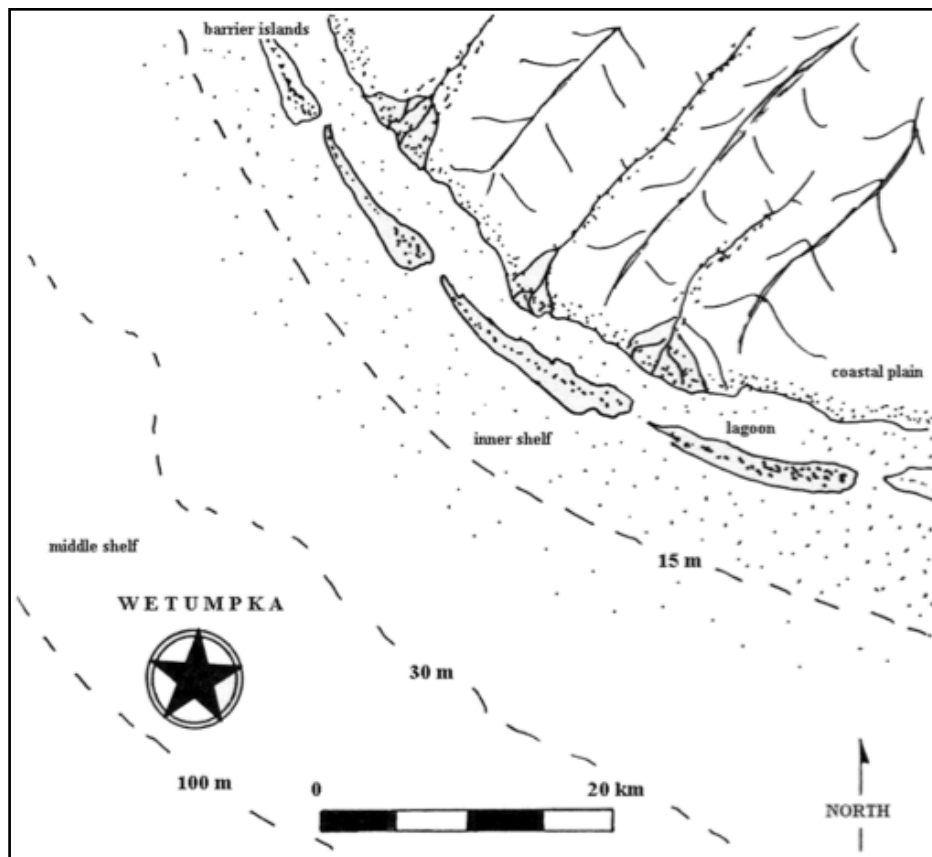 barrier islands
coastal plain
lagoon
inner shelf
middle shelf
15 m
WETUMPKA
30 m
100 m
0 20 km
NORTH